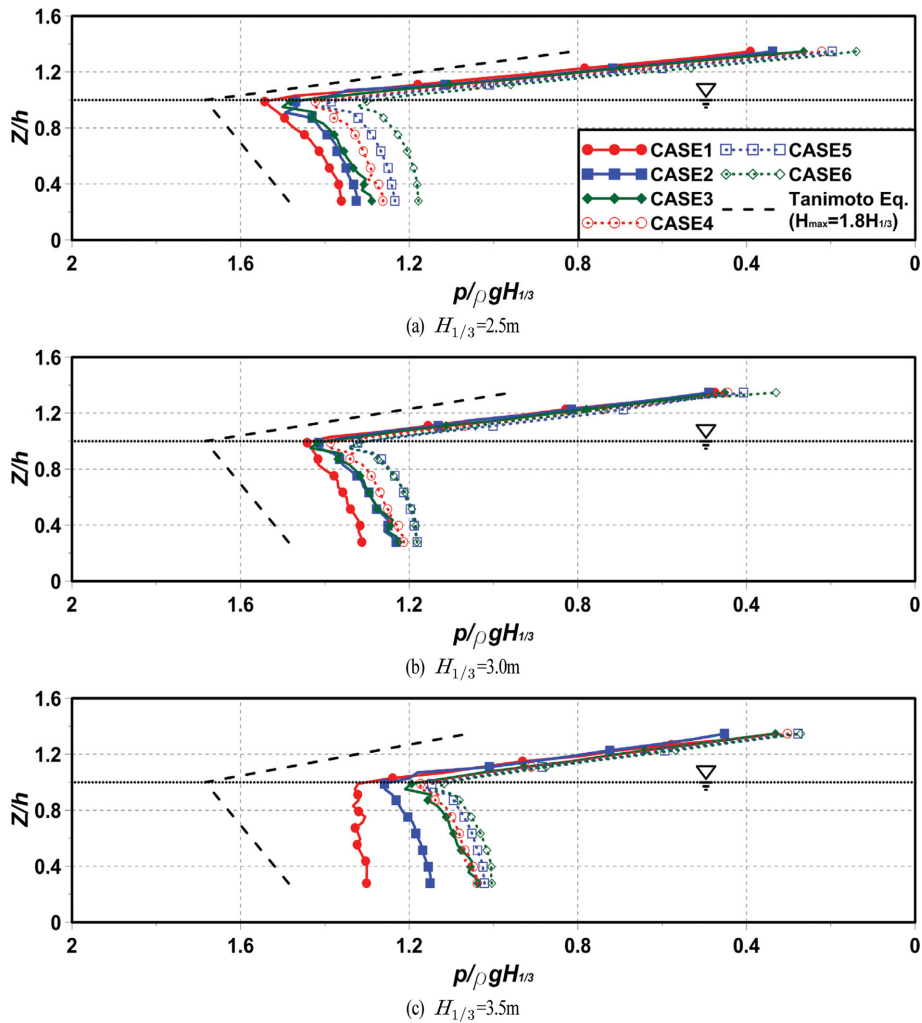 1.6
1.2
0.8
0.4
0
Z/h
CASE1
CASE2
CASE3
CASE4
CASE5
CASE6
Tanimoto Eq.
(Hmax=1.8H1/3)
2 1.6 1.2 0.8 0.4 0
p/ρgH1/3
(a) H1/3=2.5m
1.6
1.2
0.8
0.4
0
Z/h
2 1.6 1.2 0.8 0.4 0
p/ρgH1/3
(b) H1/3=3.0m
1.6
1.2
0.8
0.4
0
Z/h
2 1.6 1.2 0.8 0.4 0
p/ρgH1/3
(c) H1/3=3.5m